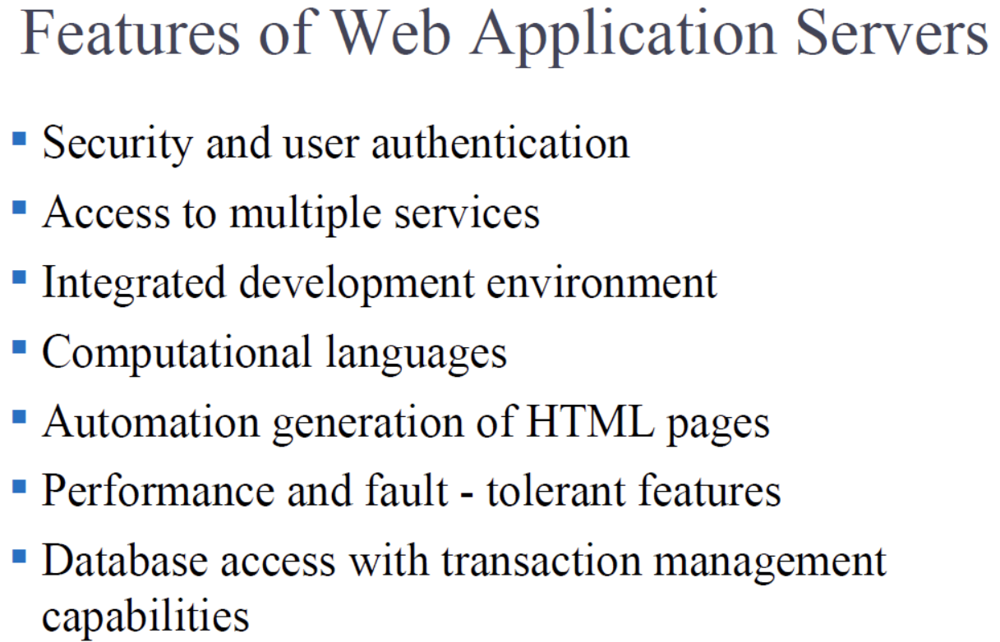 Features of Web Application Servers
▪ Security and user authentication
▪ Access to multiple services
▪ Integrated development environment
▪ Computational languages
▪ Automation generation of HTML pages
▪ Performance and fault - tolerant features
▪ Database access with transaction management
capabilities